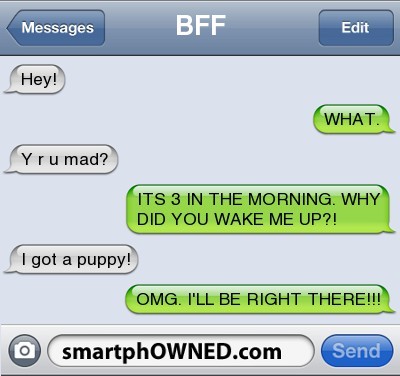 Messages
BFF
Edit
Hey!
WHAT.
Y r u mad?
ITS 3 IN THE MORNING. WHY
DID YOU WAKE ME UP?!
I got a puppy!
OMG. I'LL BE RIGHT THERE!!!
smartphOWNED.com
Send